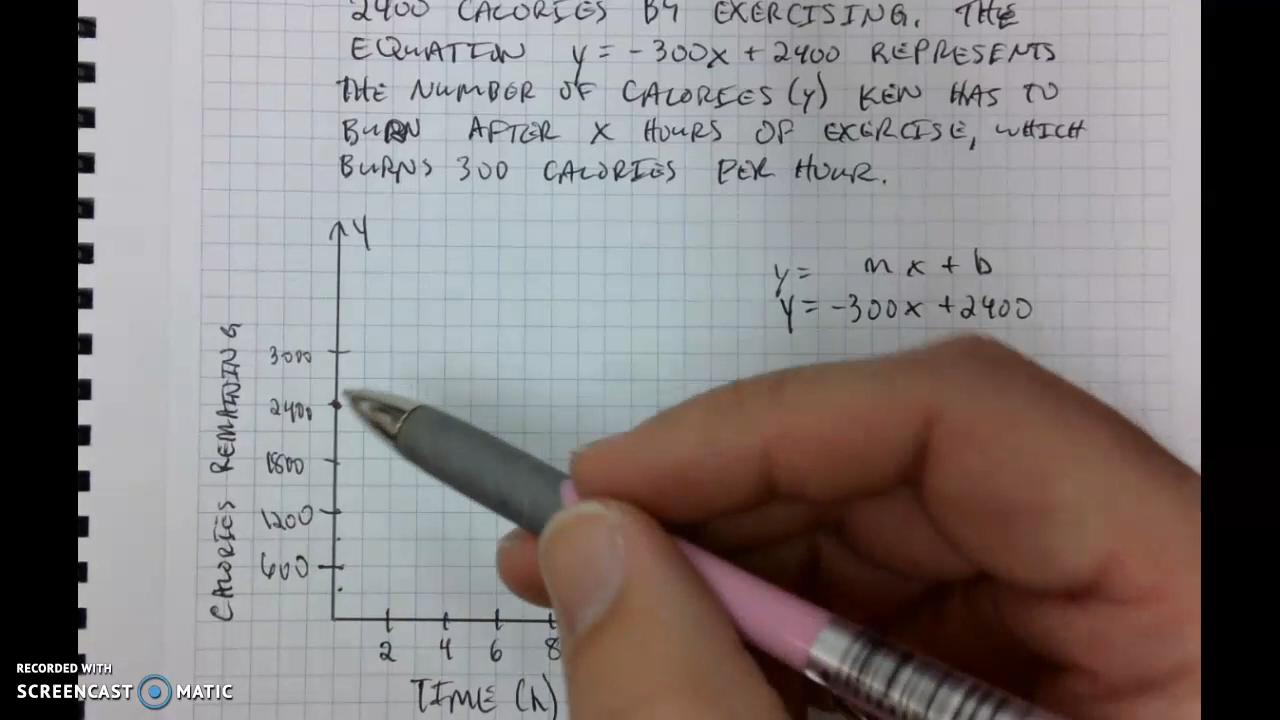 2400 CALORIES BY EXERCISING. THE
EQUATION y = -300x + 2400 REPRESENTS
THE NUMBER OF CALORIES (y) KEN HAS TO
BURN AFTER X HOURS OF EXERCISE, WHICH
BURNS 300 CALORIES PER HOUR.
y
y = mx + b
y = -300x + 2400
3000
2400
1800
1200
600
CALORIES REMAINING
2 4 6 8
TIME (h)
RECORDED WITH
SCREENCAST MATIC